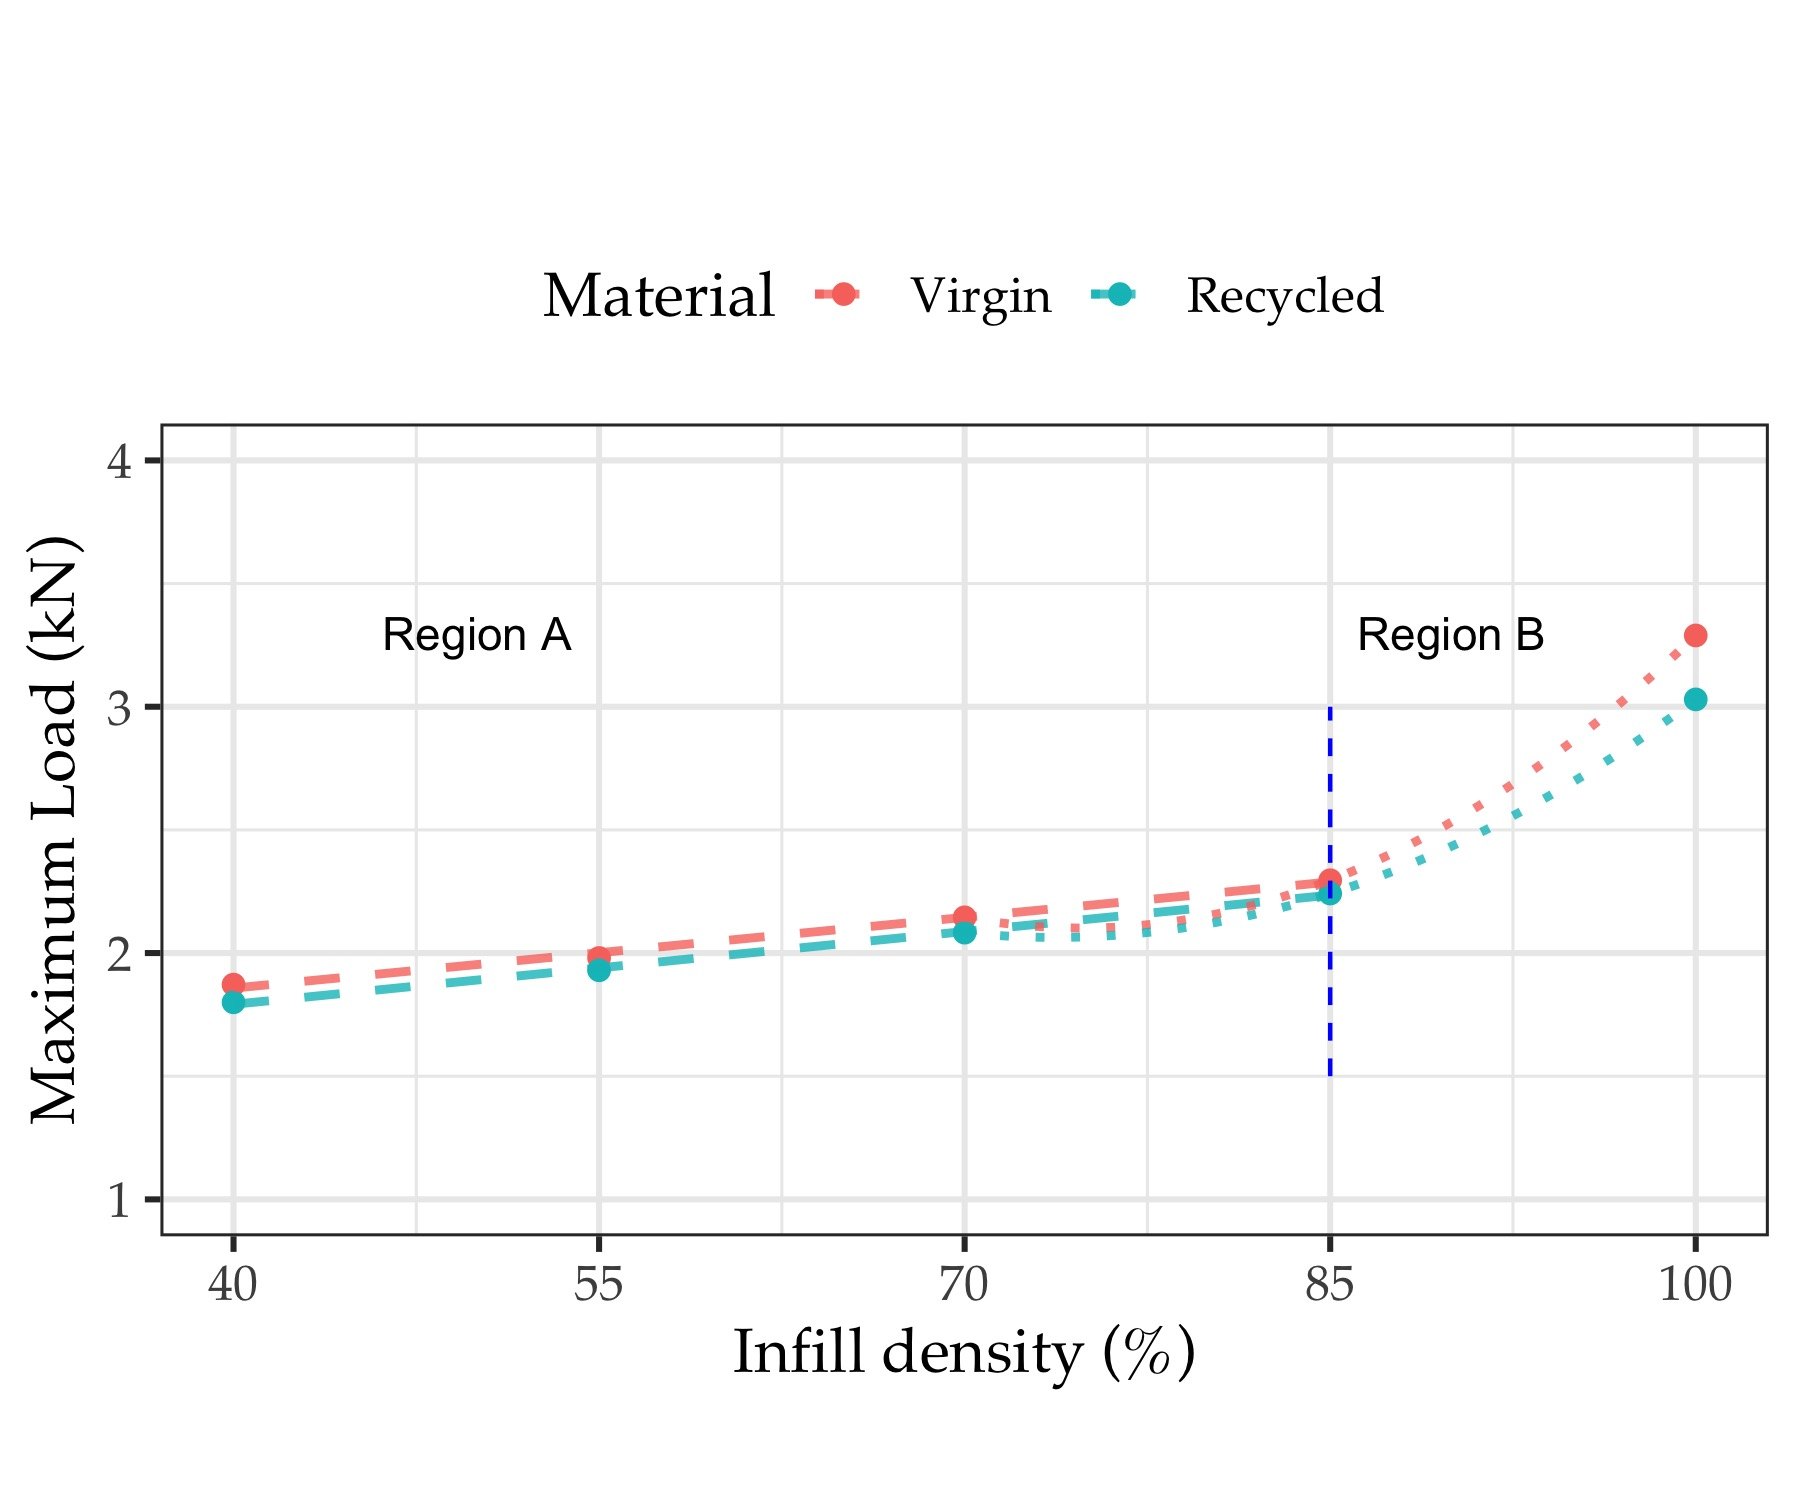 Material Virgin Recycled
4
3
2
1
Maximum Load (kN)
Region A
Region B
40 55 70 85 100
Infill density (%)